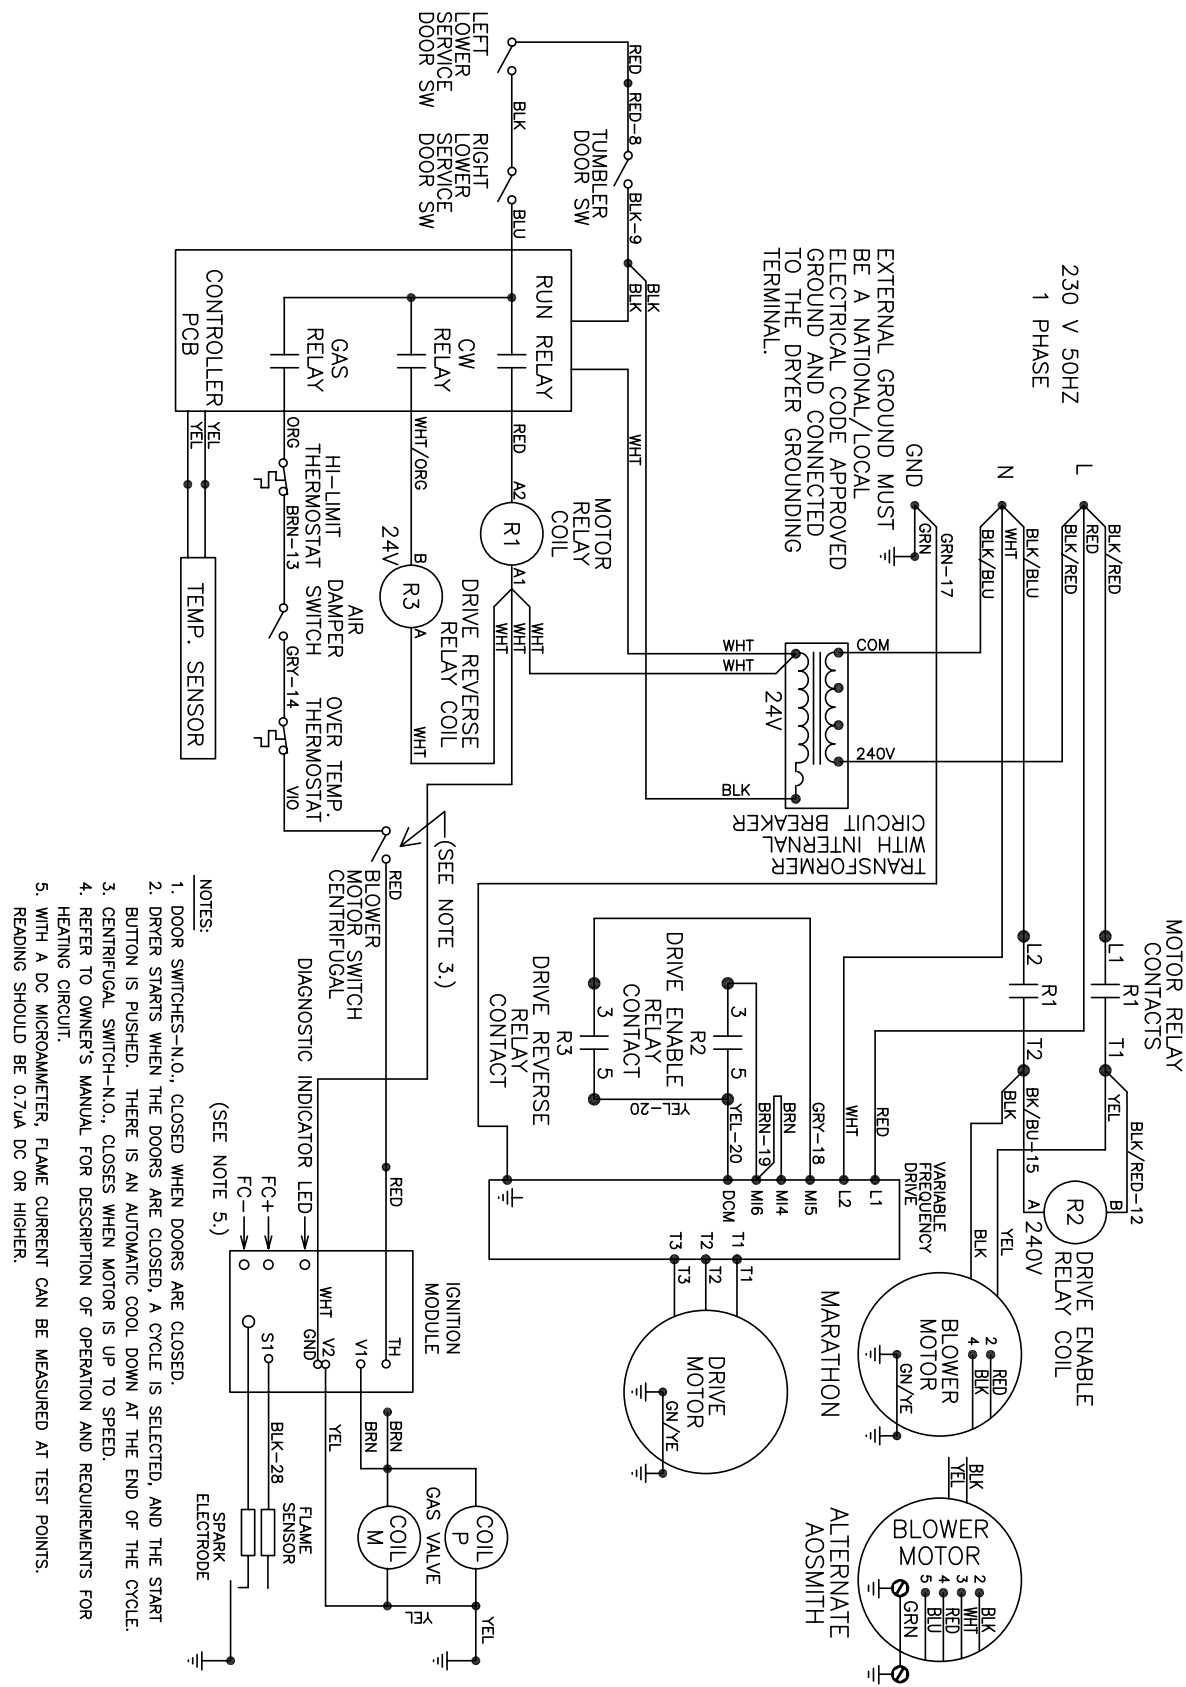 230 V 50HZ
1 PHASE
L
N
GND
EXTERNAL GROUND MUST
BE A NATIONAL/LOCAL
ELECTRICAL CODE APPROVED
GROUND AND CONNECTED
TO THE DRYER GROUNDING
TERMINAL.
BLK/RED
RED
BLK/RED
BLK/BLU
WHT
BLK/BLU
GRN-17
GRN
MOTOR RELAY
CONTACTS
L1
R1
T1
L2
R1
T2
BLK/RED-12
YEL
BK/BU-15
BLK
B
R2
A
240V
DRIVE ENABLE
RELAY COIL
YEL
BLK
BLOWER
MOTOR
2
4
RED
BLK
GN/YE
MARATHON
BLK
YEL
BLOWER
MOTOR
2
3
4
5
BLK
WHT
RED
BLU
GRN
ALTERNATE
AOSMITH
COM
240V
24V
WHT
WHT
BLK
TRANSFORMER
WITH INTERNAL
CIRCUIT BREAKER
RED
RED-8
TUMBLER
DOOR SW
BLK-9
BLK
BLK
LEFT
LOWER
SERVICE
DOOR SW
BLK
RIGHT
LOWER
SERVICE
DOOR SW
BLU
RUN RELAY
CW
RELAY
GAS
RELAY
CONTROLLER
PCB
WHT
RED
A2
R1
A1
MOTOR
RELAY
COIL
WHT
WHT
WHT
WHT/ORG
B
R3
A
24V
DRIVE REVERSE
RELAY COIL
WHT
ORG
HI-LIMIT
THERMOSTAT
BRN-13
AIR
DAMPER
SWITCH
GRY-14
OVER TEMP.
THERMOSTAT
VIO
YEL
YEL
TEMP. SENSOR
(SEE NOTE 3.)
RED
BLOWER
MOTOR SWITCH
CENTRIFUGAL
RED
DRIVE ENABLE
RELAY
CONTACT
3
R2
5
DRIVE REVERSE
RELAY
CONTACT
3
R3
5
YEL-20
YEL-20
BRN-19
BRN
GRY-18
WHT
RED
VARIABLE
FREQUENCY
DRIVE
L1
L2
MI5
MI4
MI6
DCM
T1
T2
T3
T1
T2
T3
DRIVE
MOTOR
GN/YE
DIAGNOSTIC INDICATOR LED
FC+
FC-
(SEE NOTE 5.)
IGNITION
MODULE
TH
V1
V2
GND
WHT
S1
BRN
BRN
YEL
BLK-28
COIL
P
COIL
M
GAS VALVE
YEL
YEL
FLAME
SENSOR
SPARK
ELECTRODE
NOTES:
1. DOOR SWITCHES-N.O., CLOSED WHEN DOORS ARE CLOSED.
2. DRYER STARTS WHEN THE DOORS ARE CLOSED, A CYCLE IS SELECTED, AND THE START
BUTTON IS PUSHED. THERE IS AN AUTOMATIC COOL DOWN AT THE END OF THE CYCLE.
3. CENTRIFUGAL SWITCH-N.O., CLOSES WHEN MOTOR IS UP TO SPEED.
4. REFER TO OWNER'S MANUAL FOR DESCRIPTION OF OPERATION AND REQUIREMENTS FOR
HEATING CIRCUIT.
5. WITH A DC MICROAMMETER, FLAME CURRENT CAN BE MEASURED AT TEST POINTS.
READING SHOULD BE 0.7uA DC OR HIGHER.